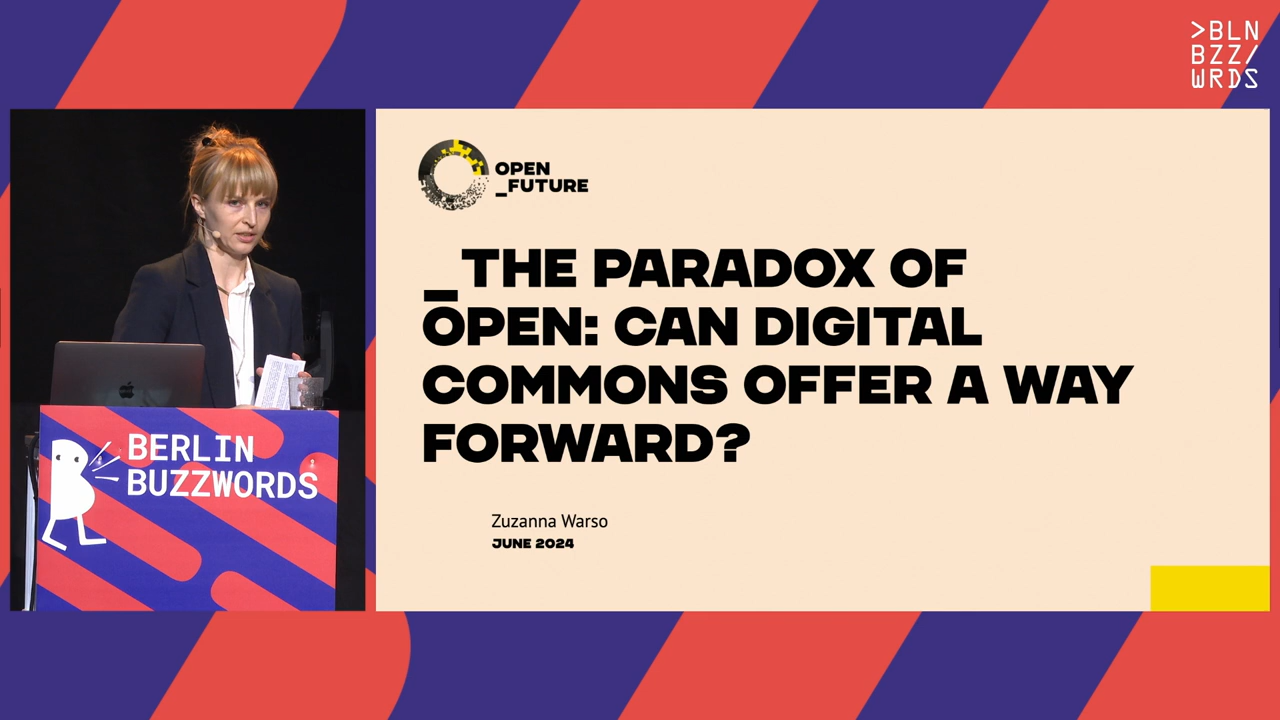 >BLN
BZZ/
WRDS
OPEN
_FUTURE
_THE PARADOX OF
OPEN: CAN DIGITAL
COMMONS OFFER A WAY
FORWARD?
Zuzanna Warso
JUNE 2024
BERLIN
BUZZWORDS